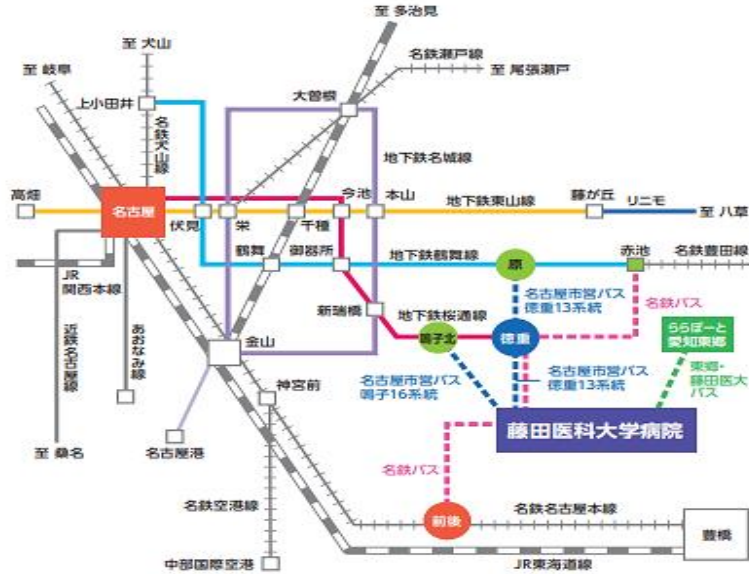 至 多治見
至 犬山
名鉄瀬戸線
至 岐阜
至 尾張瀬戸
上小田井
大曽根
名鉄犬山線
地下鉄名城線
高畑
名古屋
今池
本山
地下鉄東山線
藤が丘
リニモ
至 八草
伏見
栄
千種
鶴舞
御器所
地下鉄鶴舞線
原
赤池
名鉄豊田線
JR
関西本線
新瑞橋
名古屋市営バス
徳重13系統
名鉄バス
地下鉄桜通線
鳴子北
徳重
ららぽーと
愛知東郷
近鉄名古屋線
あおなみ線
金山
神宮前
名古屋市営バス
鳴子16系統
名古屋市営バス
徳重13系統
東郷・
藤田医大
バス
藤田医科大学病院
至 桑名
名古屋港
名鉄バス
名鉄空港線
前後
名鉄名古屋本線
豊橋
中部国際空港
JR東海道線